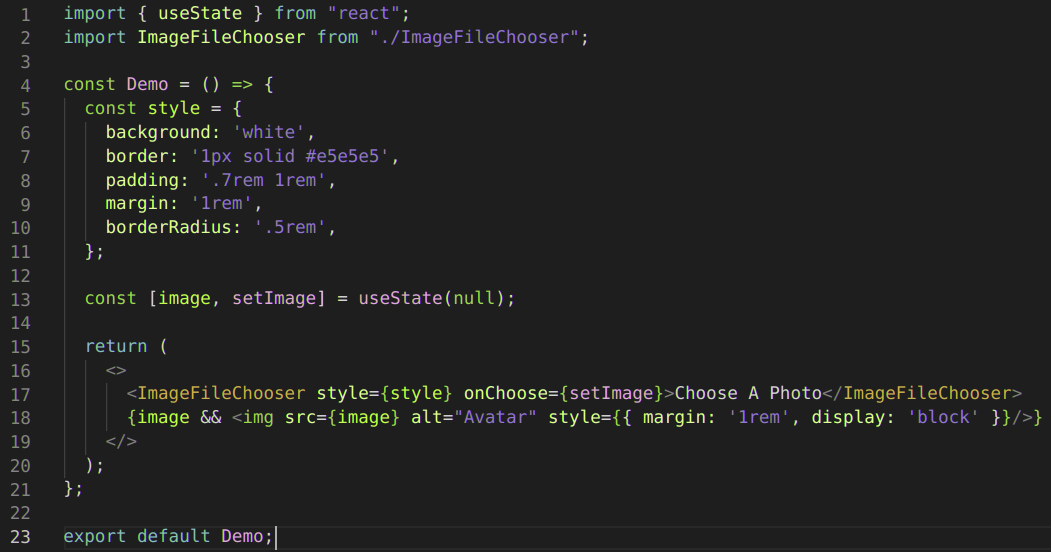 1 import { useState } from "react";
2 import ImageFileChooser from "./ImageFileChooser";
3
4 const Demo = () => {
5   const style = {
6     background: 'white',
7     border: '1px solid #e5e5e5',
8     padding: '.7rem 1rem',
9     margin: '1rem',
10     borderRadius: '.5rem',
11   };
12
13   const [image, setImage] = useState(null);
14
15   return (
16     <>
17       <ImageFileChooser style={style} onChoose={setImage}>Choose A Photo</ImageFileChooser>
18       {image && <img src={image} alt="Avatar" style={{ margin: '1rem', display: 'block' }}/>}
19     </>
20   );
21 };
22
23 export default Demo;